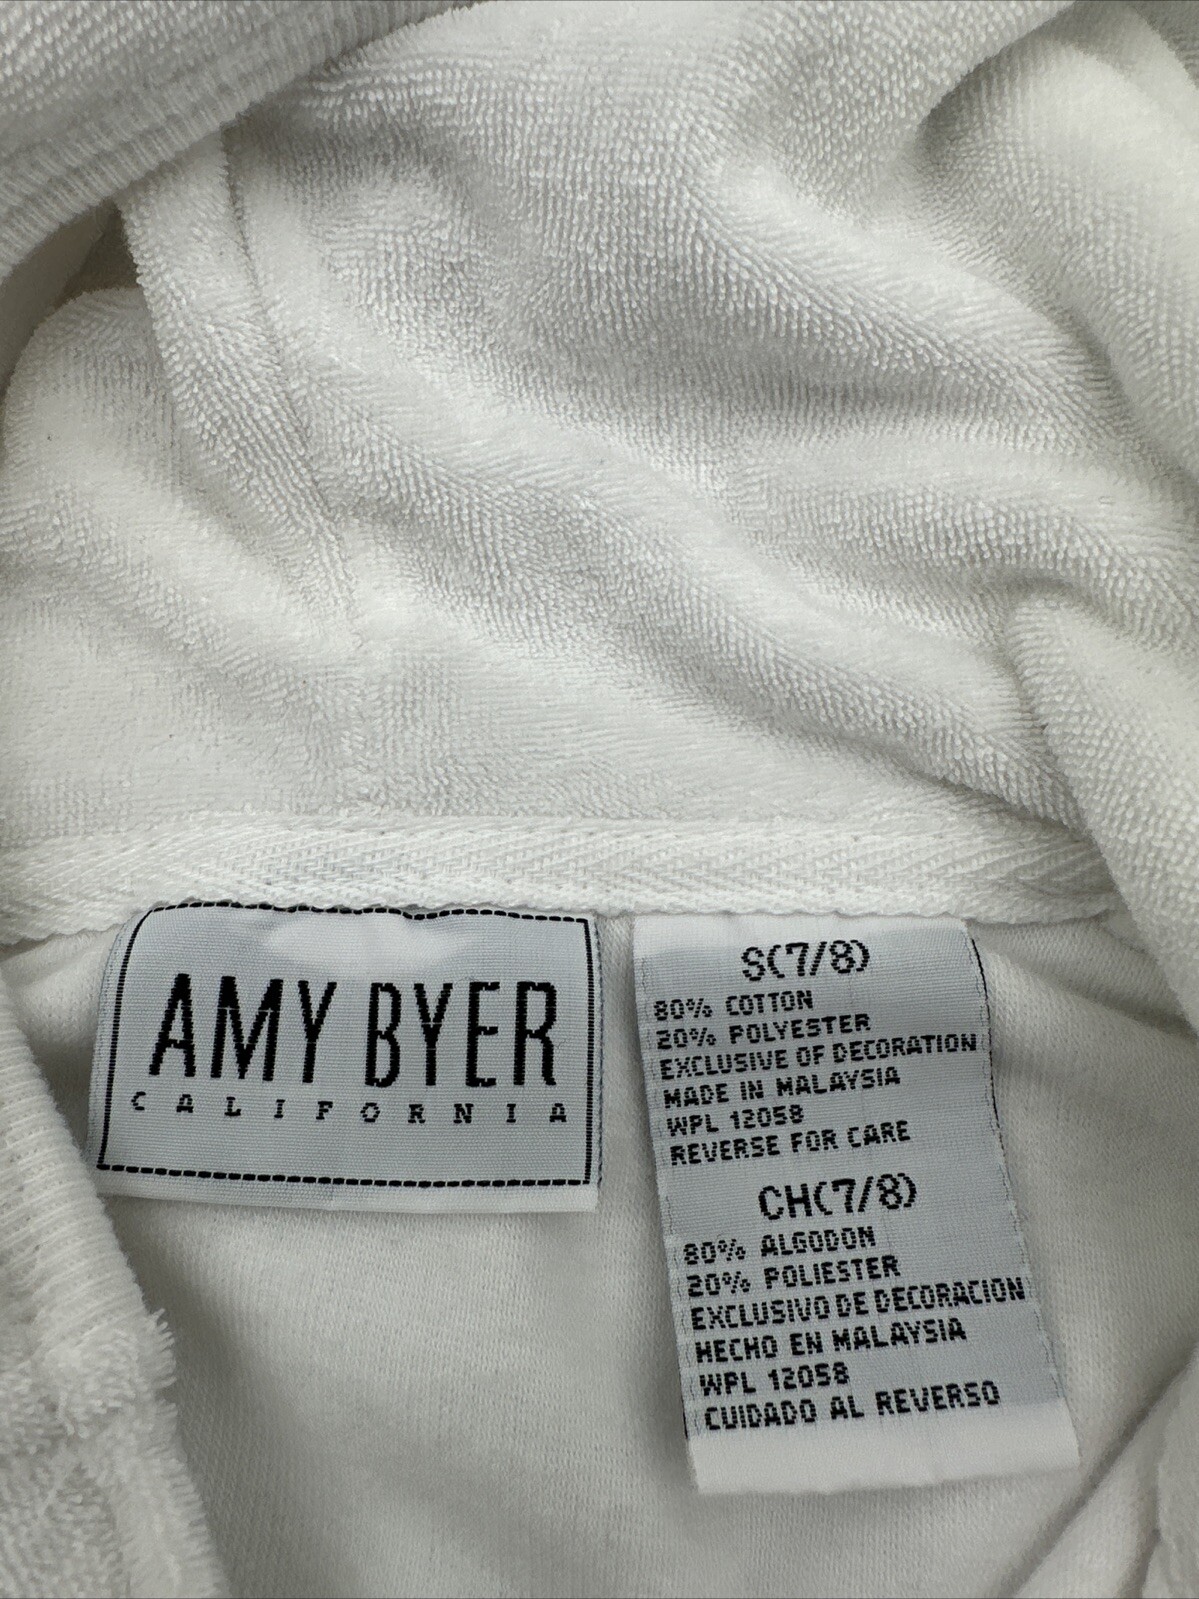 AMY BYER
CALIFORNIA
S(7/8)
80% COTTON
20% POLYESTER
EXCLUSIVE OF DECORATION
MADE IN MALAYSIA
WPL 12058
REVERSE FOR CARE
CH(7/8)
80% ALGODON
20% POLIESTER
EXCLUSIVO DE DECORACION
HECHO EN MALAYSIA
WPL 12058
CUIDADO AL REVERSO